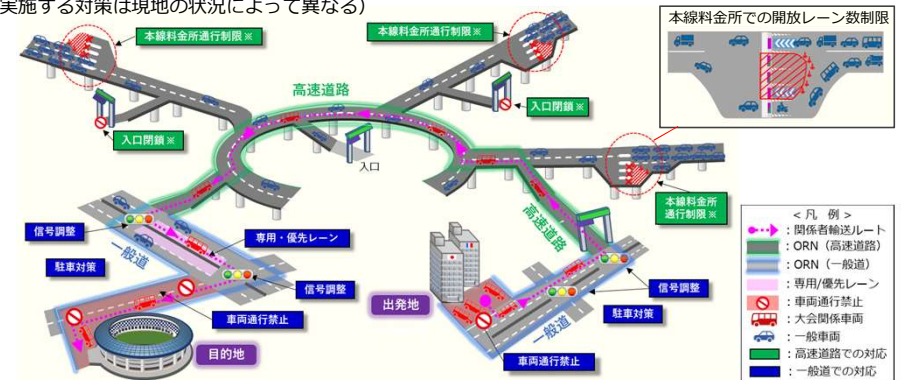 実施する対策は現地の状況によって異なる）
本線料金所通行制限※
本線料金所通行制限※
本線料金所での開放レーン数制限
高速道路
入口閉鎖※
入口閉鎖※
入口
本線料金所
通行制限※
高速道路
信号調整
専用・優先レーン
一般道
駐車対策
信号調整
車両通行禁止
目的地
出発地
信号調整
駐車対策
一般道
車両通行禁止
＜凡 例＞
：関係者輸送ルート
：ORN（高速道路）
：ORN（一般道）
：専用/優先レーン
：車両通行禁止
：大会関係車両
：一般車両
：高速道路での対応
：一般道での対応